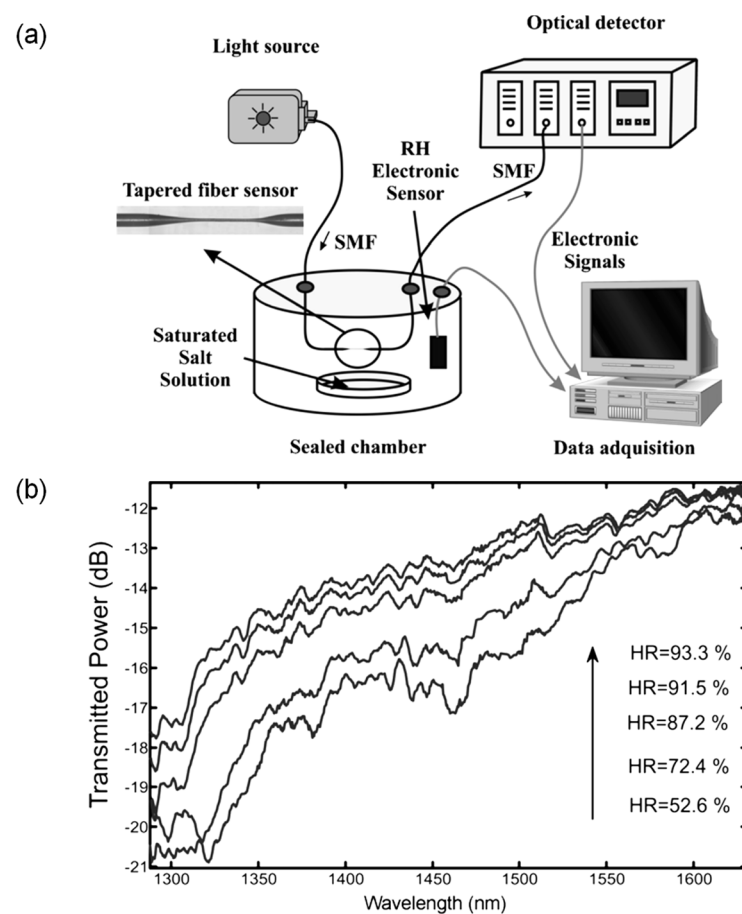 (a)
Light source
Optical detector
RH
Electronic
Sensor
SMF
Tapered fiber sensor
SMF
Electronic
Signals
Saturated
Salt
Solution
Sealed chamber
Data adquisition
(b)
Transmitted Power (dB)
-12
-13
-14
-15
-16
-17
-18
-19
-20
-21
HR=93.3 %
HR=91.5 %
HR=87.2 %
HR=72.4 %
HR=52.6 %
1300 1350 1400 1450 1500 1550 1600
Wavelength (nm)